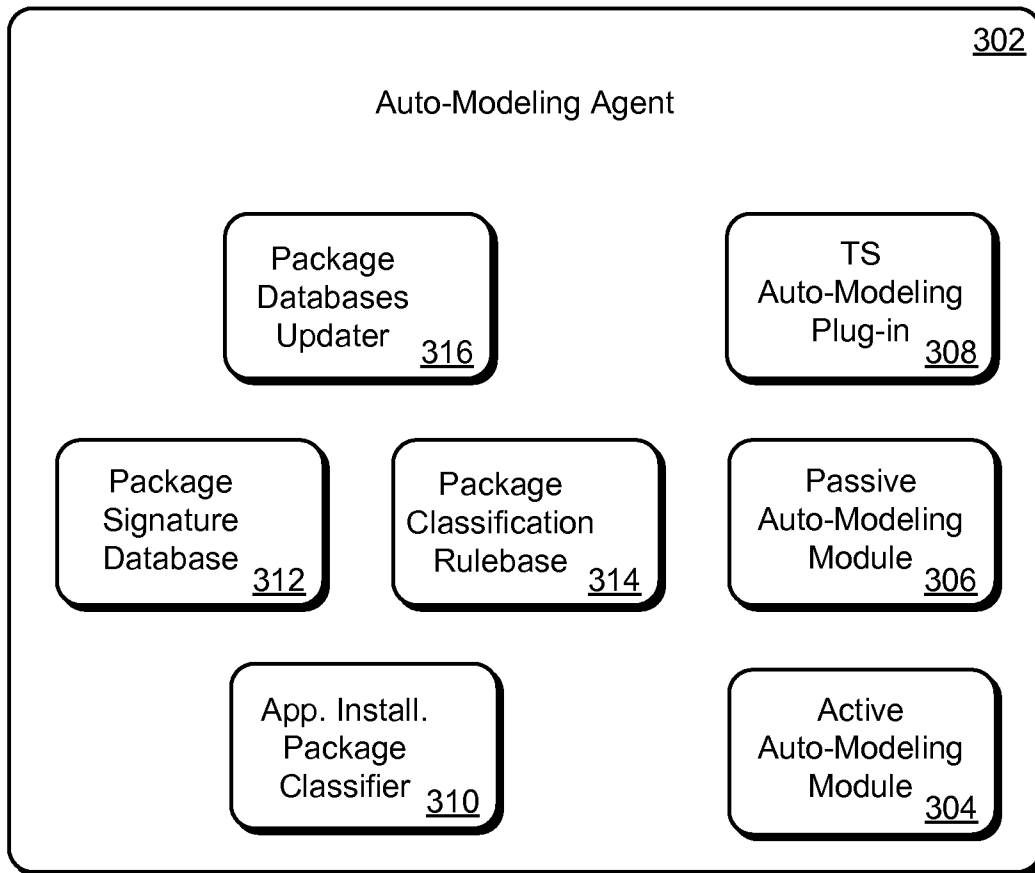 302
Auto-Modeling Agent
Package
Databases
Updater
316
TS
Auto-Modeling
Plug-in
308
Package
Signature
Database
312
Package
Classification
Rulebase
314
Passive
Auto-Modeling
Module
306
App. Install.
Package
Classifier
310
Active
Auto-Modeling
Module
304